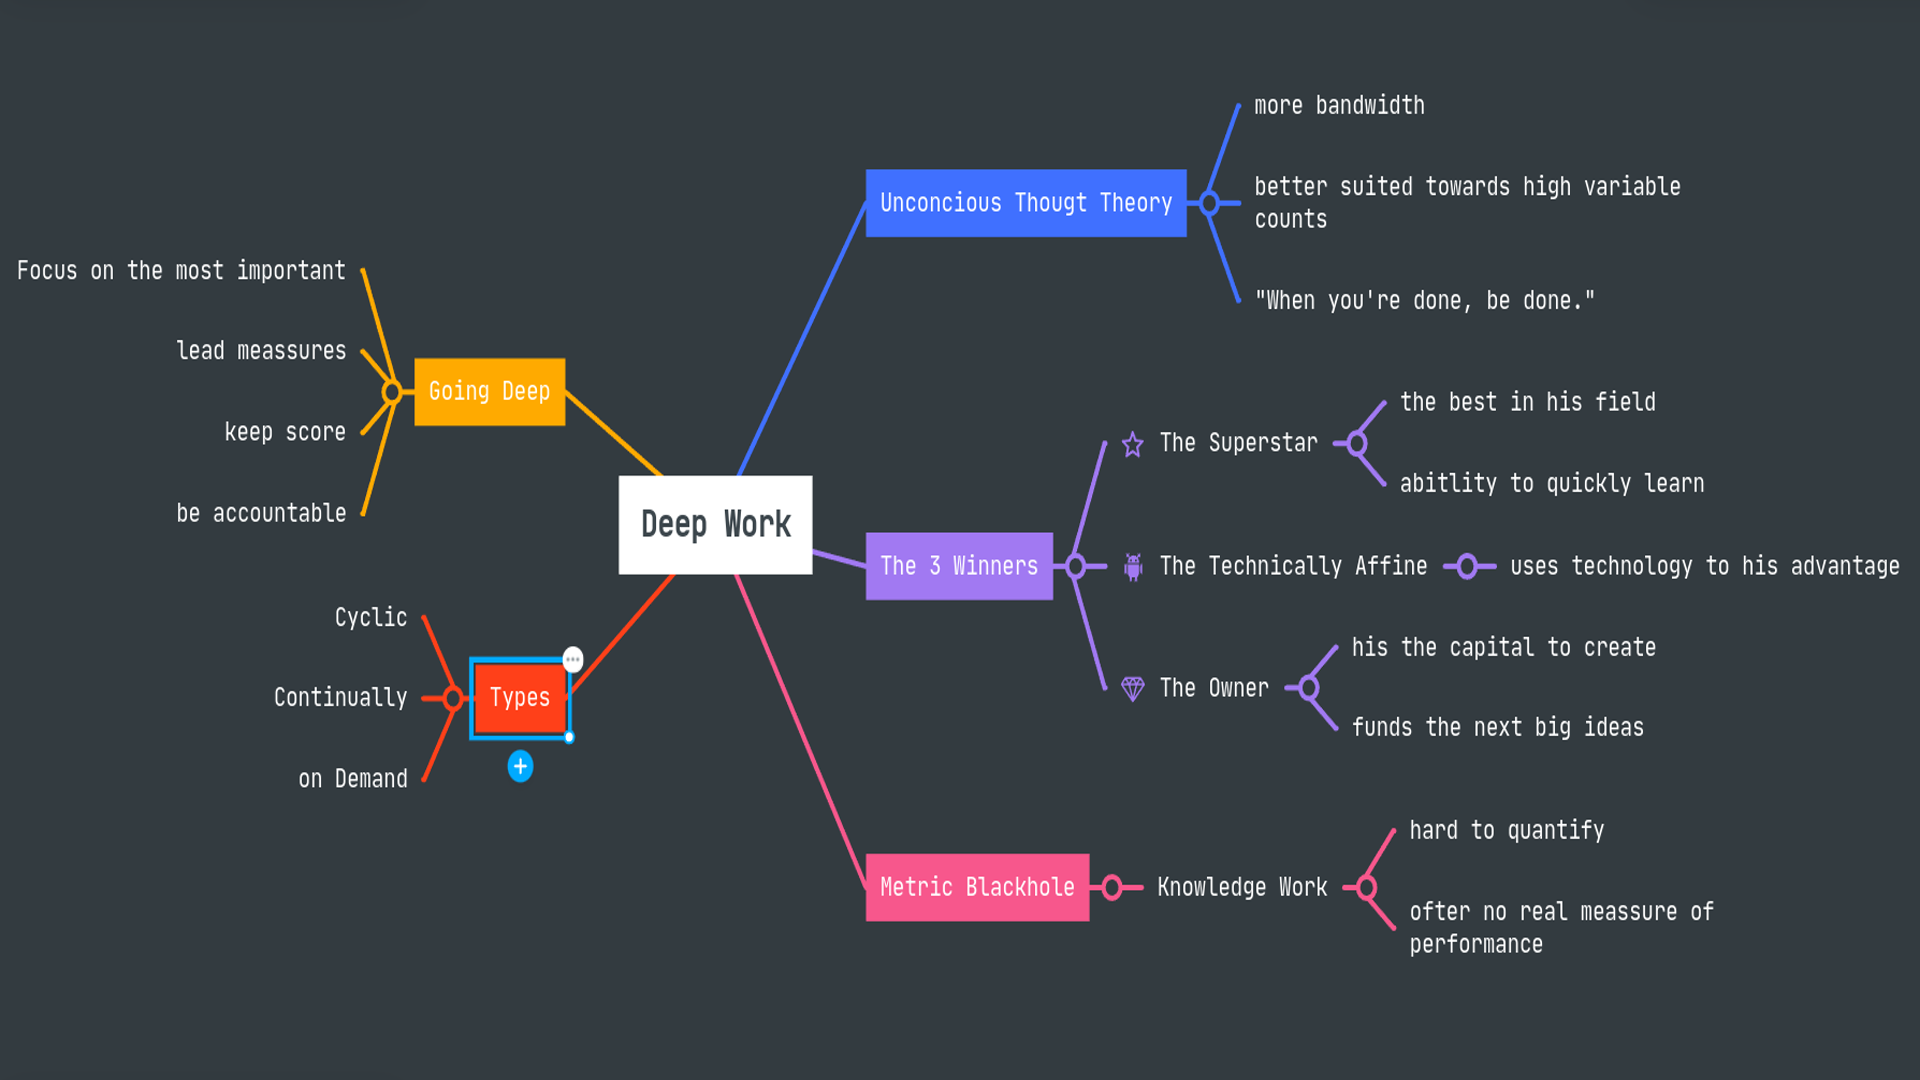 Deep Work
Unconcious Thougt Theory
more bandwidth
better suited towards high variable
counts
"When you're done, be done."
The 3 Winners
The Superstar
the best in his field
abitlity to quickly learn
The Technically Affine
uses technology to his advantage
The Owner
his the capital to create
funds the next big ideas
Metric Blackhole
Knowledge Work
hard to quantify
ofter no real meassure of
performance
Going Deep
Focus on the most important
lead meassures
keep score
be accountable
Types
Cyclic
Continually
on Demand